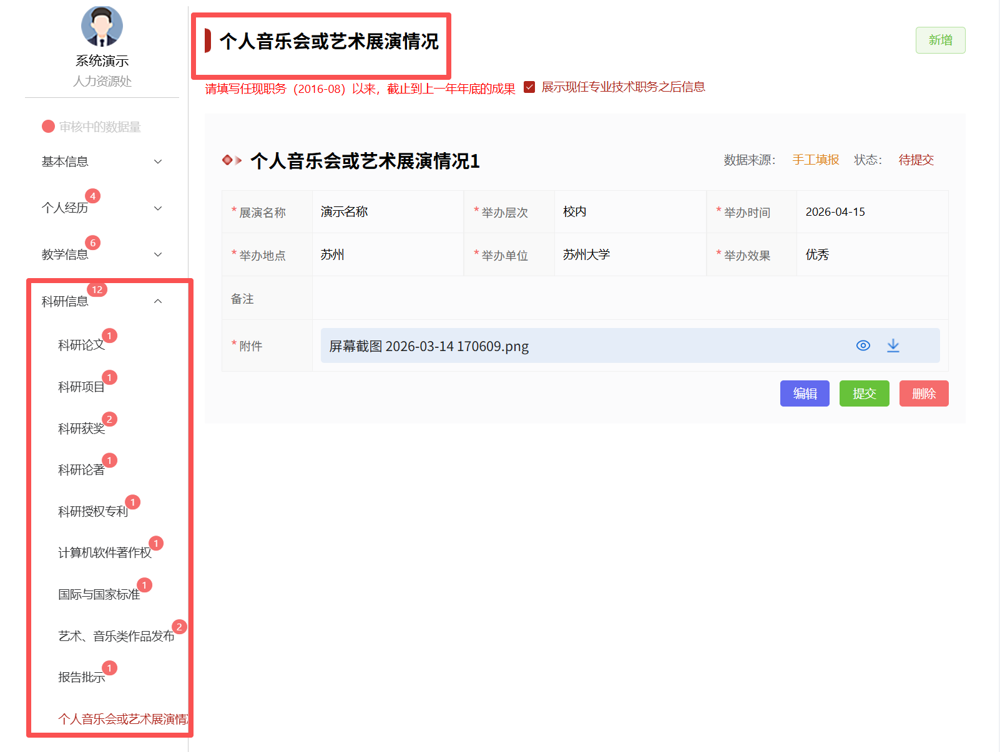 系统演示
人力资源处
审核中的数据量
基本信息
个人经历
4
教学信息
6
科研信息
12
科研论文
1
科研项目
1
科研获奖
2
科研论著
1
科研授权专利
1
计算机软件著作权
1
国际与国家标准
1
艺术、音乐类作品发布
2
报告批示
1
个人音乐会或艺术展演情
个人音乐会或艺术展演情况
新增
请填写任现职务（2016-08）以来，截止到上一年年底的成果 展示现任专业技术职务之后信息
个人音乐会或艺术展演情况1
数据来源： 手工填报 状态： 待提交
*展演名称 演示名称 *举办层次 校内 *举办时间 2026-04-15
*举办地点 苏州 *举办单位 苏州大学 *举办效果 优秀
备注
*附件 屏幕截图 2026-03-14 170609.png
编辑 提交 删除